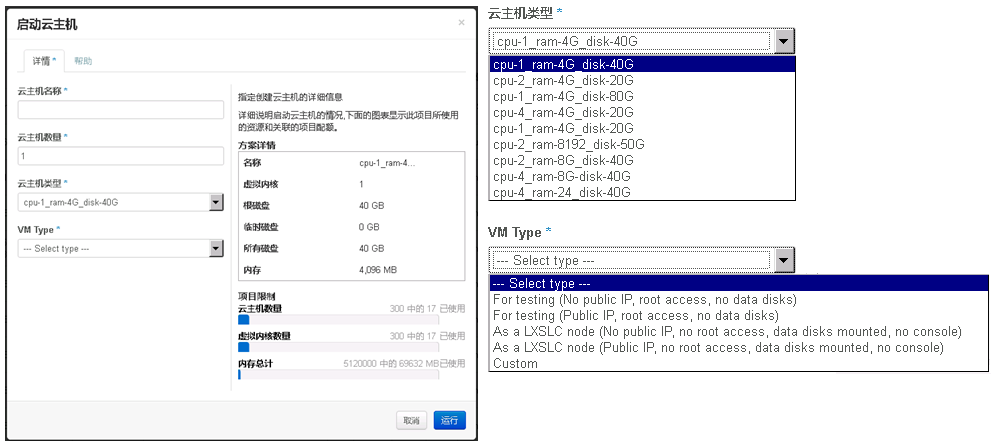 启动云主机
×
详情 *
帮助
云主机名称 *
云主机数量 *
1
云主机类型 *
cpu-1_ram-4G_disk-40G
VM Type *
--- Select type ---
指定创建云主机的详细信息
详细说明启动云主机的情况,下面的图表显示此项目所使用
的资源和关联的项目配额。
方案详情
名称 cpu-1_ram-4...
虚拟内核 1
根磁盘 40 GB
临时磁盘 0 GB
所有磁盘 40 GB
内存 4,096 MB
项目限制
云主机数量 300 中的 17 已使用
虚拟内核数量 300 中的 17 已使用
内存总计 5120000 中的 69632 MB已使用
取消
运行
云主机类型 *
cpu-1_ram-4G_disk-40G
cpu-1_ram-4G_disk-40G
cpu-2_ram-4G_disk-20G
cpu-1_ram-4G_disk-80G
cpu-4_ram-4G_disk-20G
cpu-1_ram-4G_disk-20G
cpu-2_ram-8192_disk-50G
cpu-2_ram-8G_disk-40G
cpu-4_ram-8G-disk-40G
cpu-4_ram-24_disk-40G
VM Type *
--- Select type ---
--- Select type ---
For testing (No public IP, root access, no data disks)
For testing (Public IP, root access, no data disks)
As a LXSLC node (No public IP, no root access, data disks mounted, no console)
As a LXSLC node (Public IP, no root access, data disks mounted, no console)
Custom